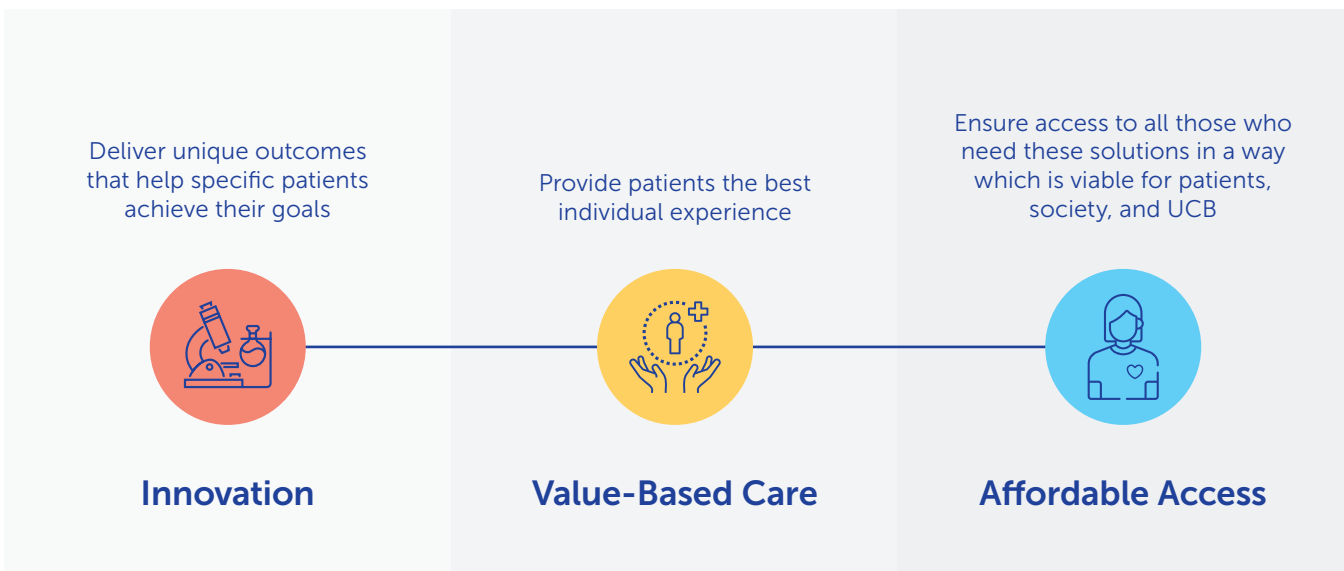 Deliver unique outcomes
that help specific patients
achieve their goals
Innovation
Provide patients the best
individual experience
Value-Based Care
Ensure access to all those who
need these solutions in a way
which is viable for patients,
society, and UCB
Affordable Access